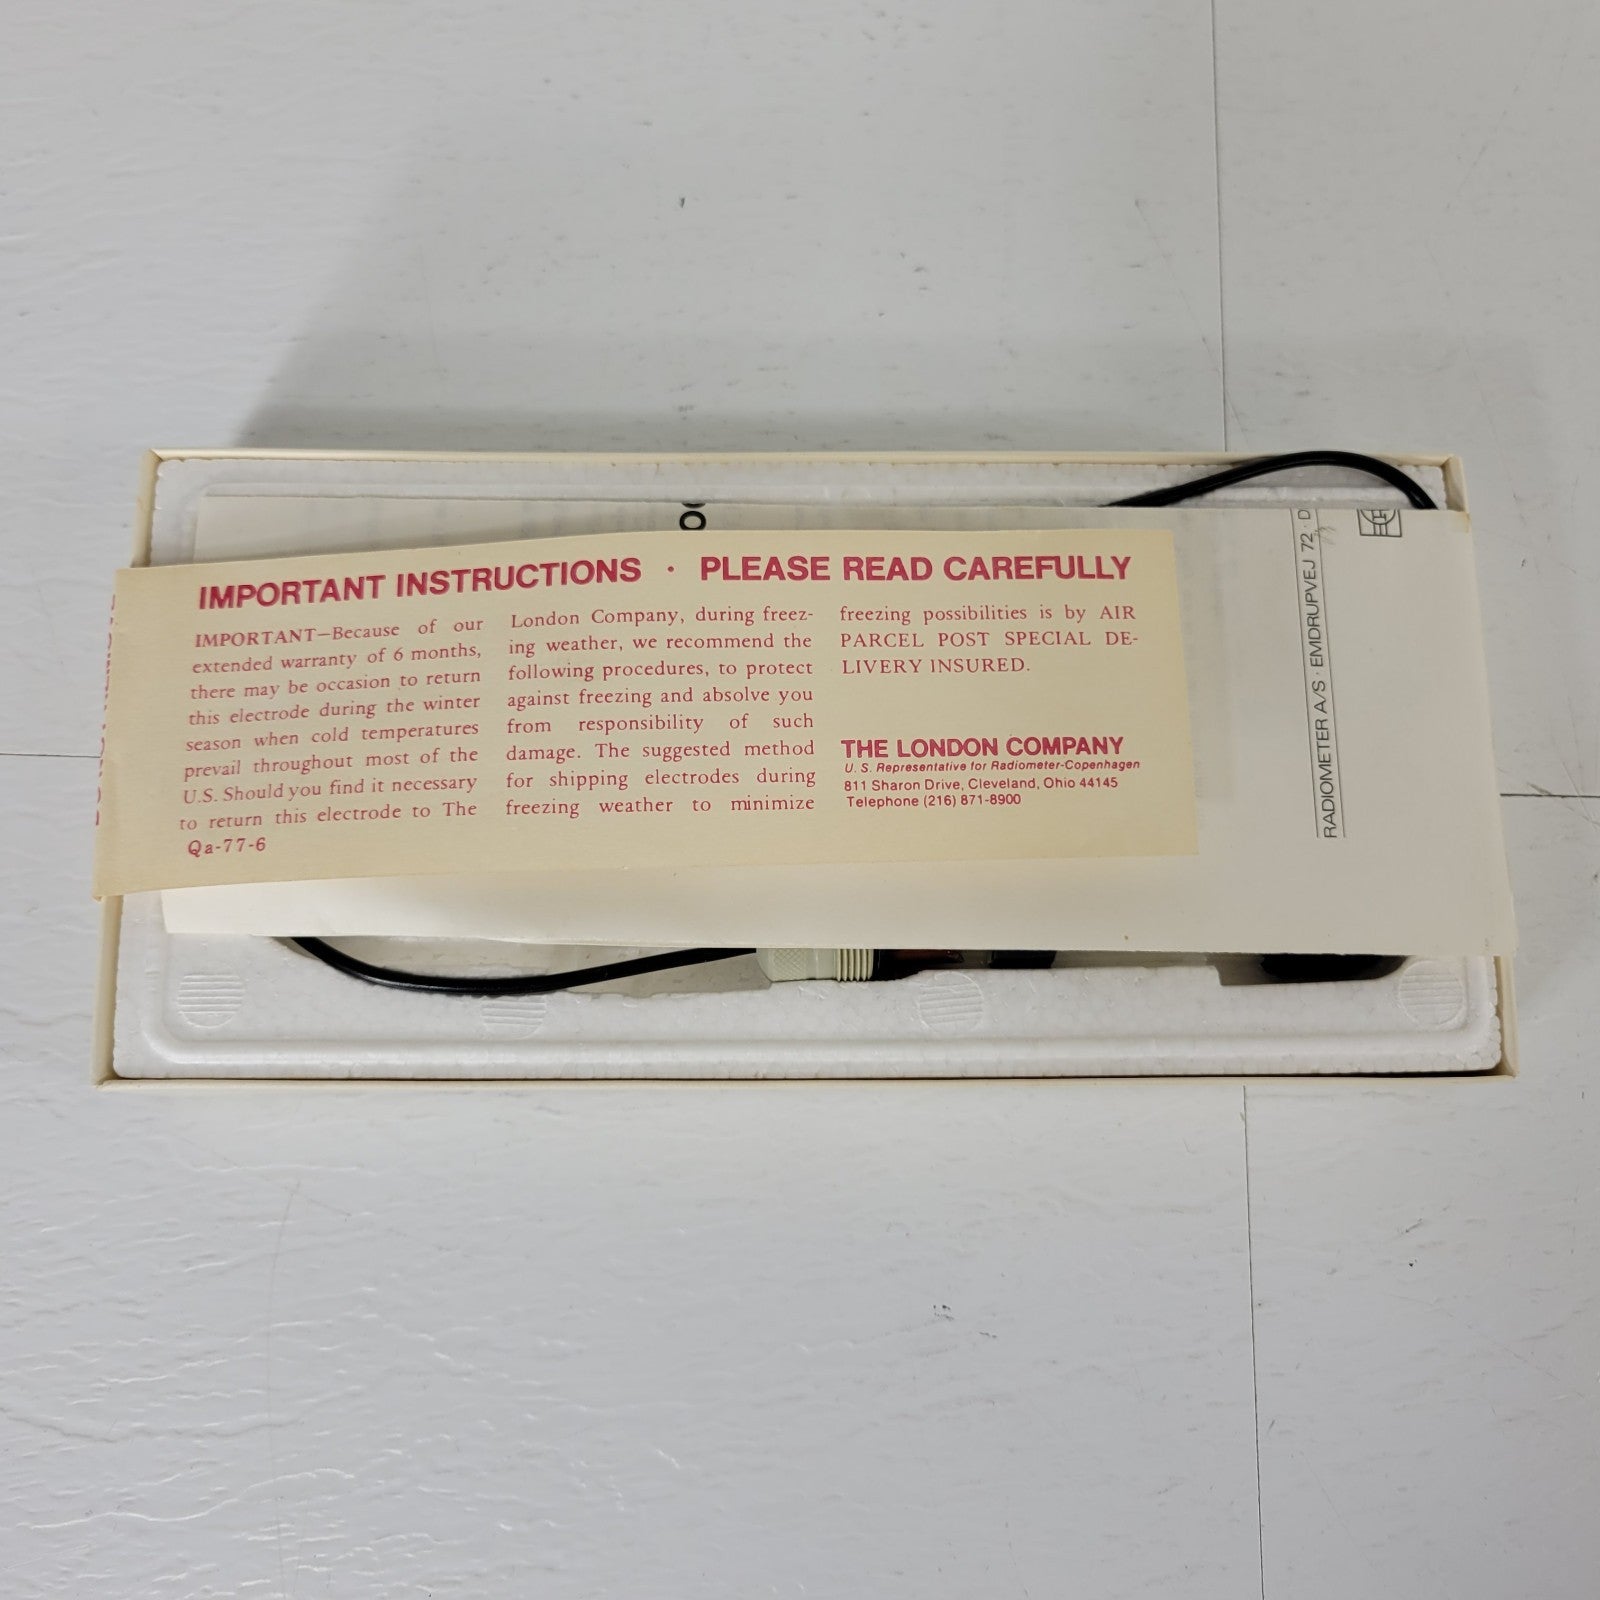 IMPORTANT INSTRUCTIONS · PLEASE READ CAREFULLY
IMPORTANT—Because of our
extended warranty of 6 months,
there may be occasion to return
this electrode during the winter
season when cold temperatures
prevail throughout most of the
U.S. Should you find it necessary
to return this electrode to The
Qa-77-6
London Company, during freez-
ing weather, we recommend the
following procedures, to protect
against freezing and absolve you
from responsibility of such
damage. The suggested method
for shipping electrodes during
freezing weather to minimize
freezing possibilities is by AIR
PARCEL POST SPECIAL DE-
LIVERY INSURED.
THE LONDON COMPANY
U. S. Representative for Radiometer-Copenhagen
811 Sharon Drive, Cleveland, Ohio 44145
Telephone (216) 871-8900
RADIOMETER A/S · EMDRUPVEJ 72 · D